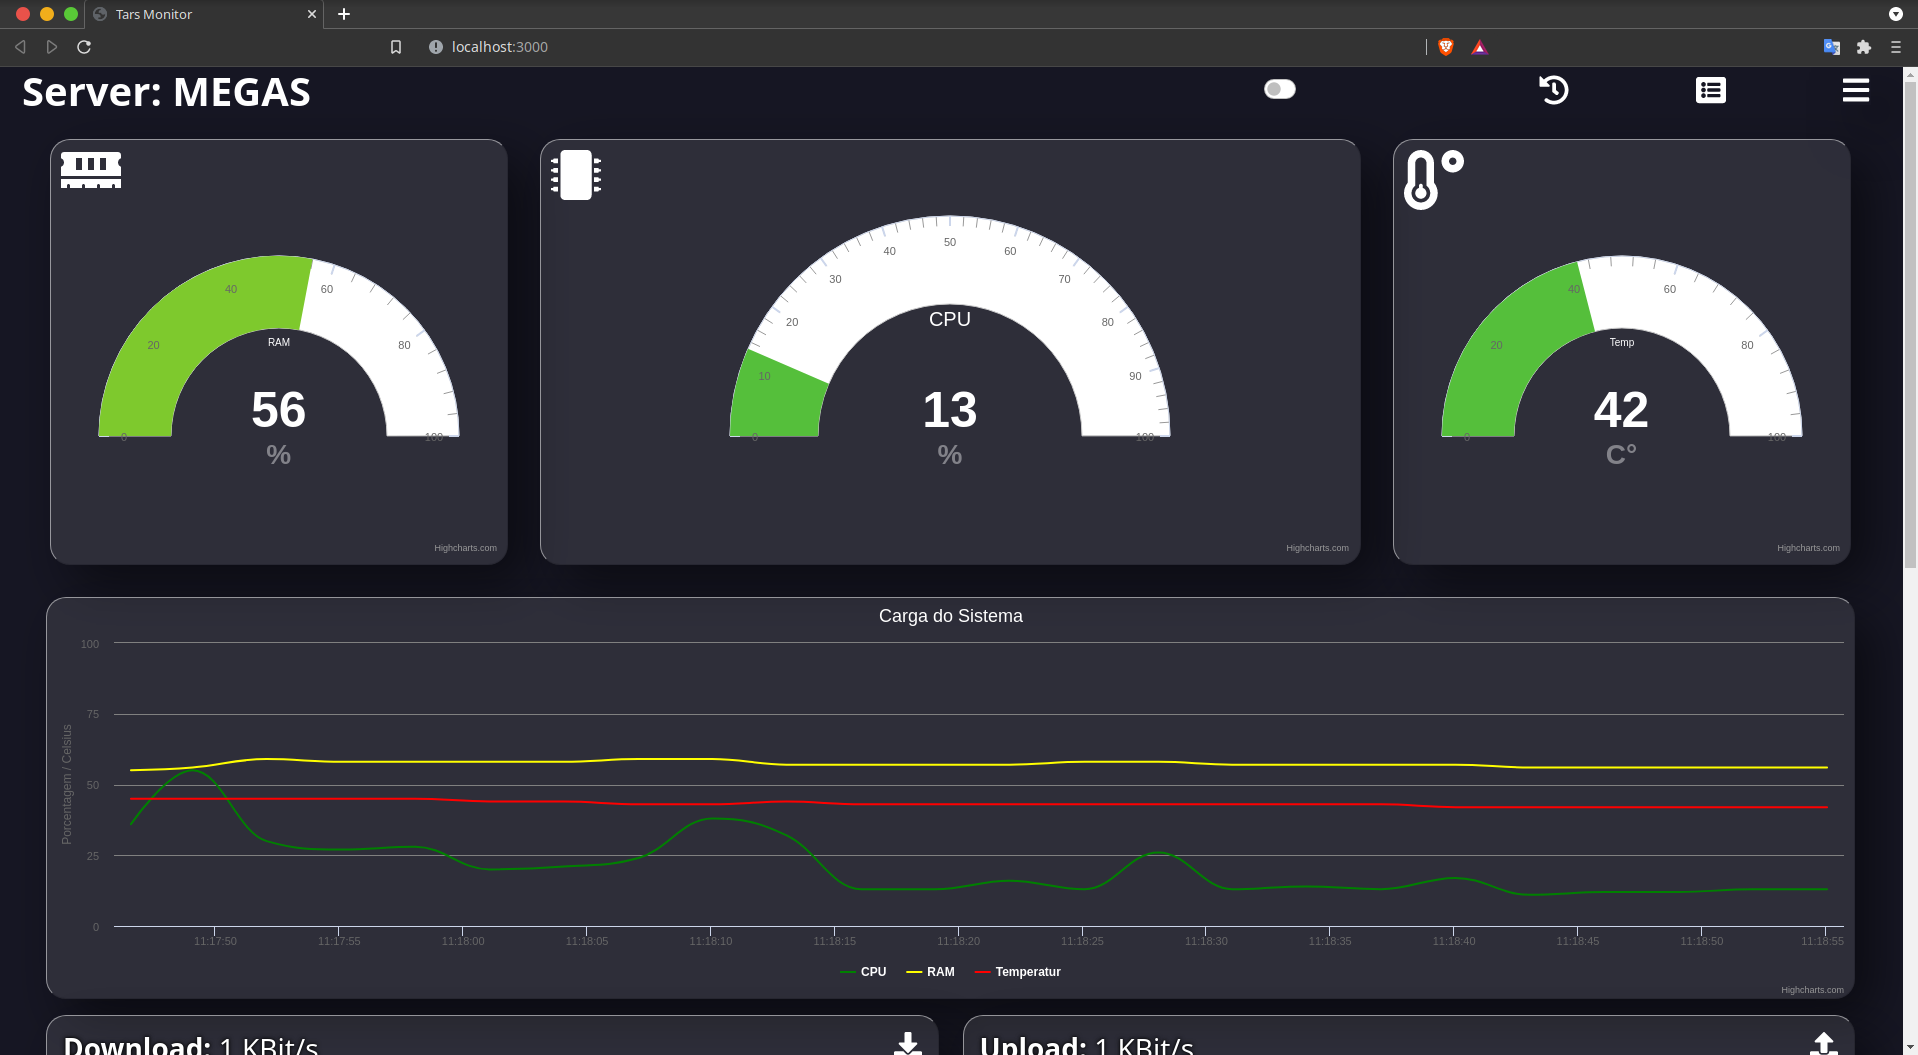 Tars Monitor
localhost:3000
Server: MEGAS
0
20
40
60
80
100
RAM
56
%
Highcharts.com
0
10
20
30
40
50
60
70
80
90
100
CPU
13
%
Highcharts.com
0
20
40
60
80
100
Temp
42
C°
Highcharts.com
Carga do Sistema
Porcentagem / Celsius
100
75
50
25
0
11:17:50 11:17:55 11:18:00 11:18:05 11:18:10 11:18:15 11:18:20 11:18:25 11:18:30 11:18:35 11:18:40 11:18:45 11:18:50 11:18:55
CPU RAM Temperatur
Highcharts.com
Download: 1 KBit/s
Upload: 1 KBit/s